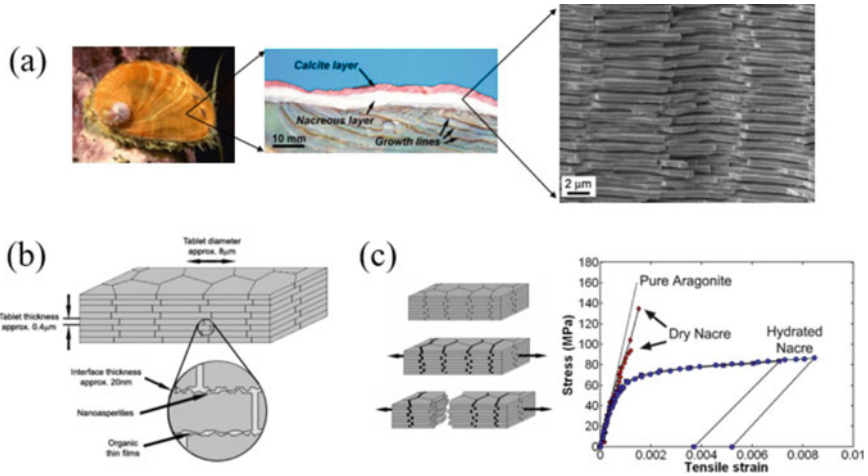 (a)
Calcite layer
Nacreous layer
10 mm
Growth lines
2 μm
(b)
Tablet diameter
approx. 8μm
Tablet thickness
approx. 0.4μm
Interface thickness
approx. 20nm
Nanoasperities
Organic
thin films
(c)
180
160
140
120
100
80
60
40
20
0
Stress (MPa)
Pure Aragonite
Dry Nacre
Hydrated
Nacre
0 0.002 0.004 0.006 0.008 0.01
Tensile strain